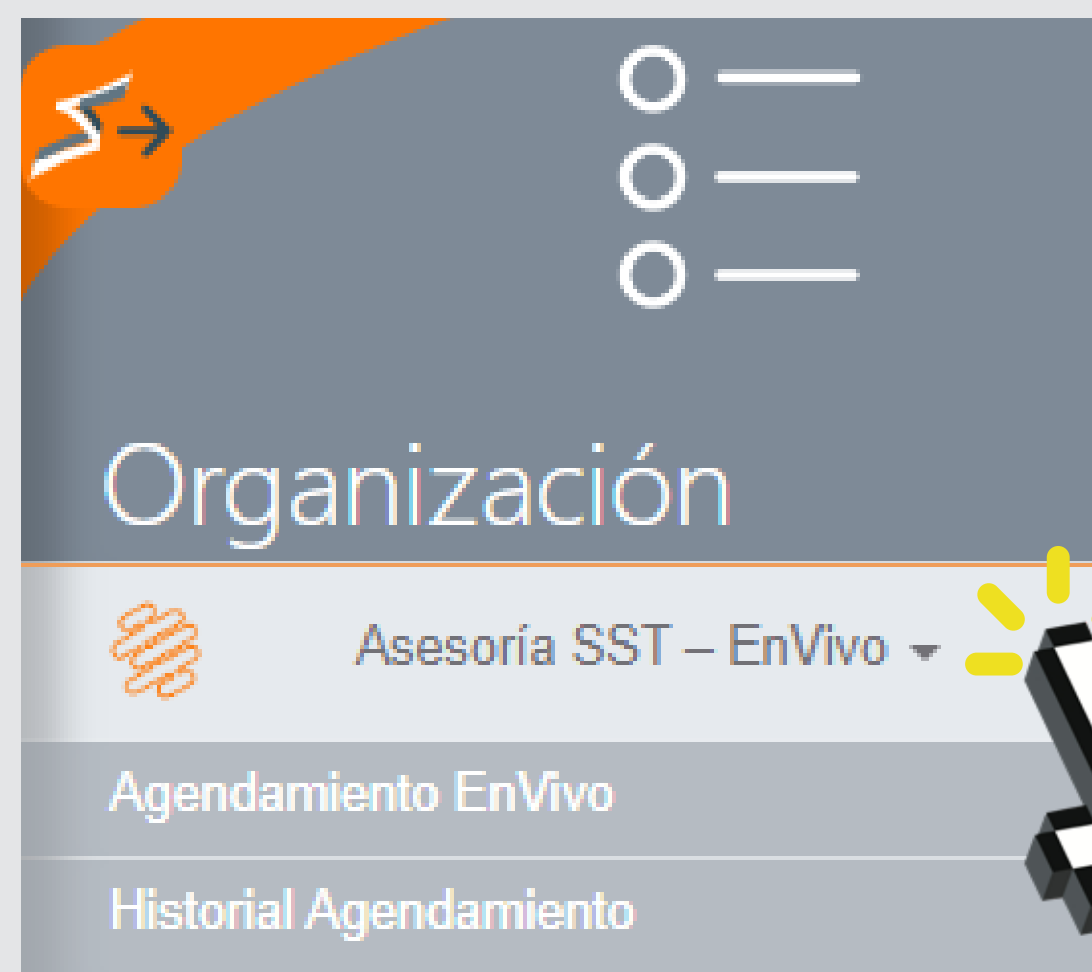 Organización
Asesoría SST – EnVivo
Agendamiento EnVivo
Historial Agendamiento